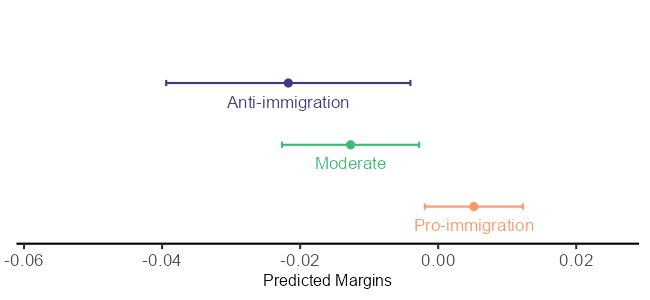 Anti-immigration
Moderate
Pro-immigration
-0.06 -0.04 -0.02 0.00 0.02
Predicted Margins